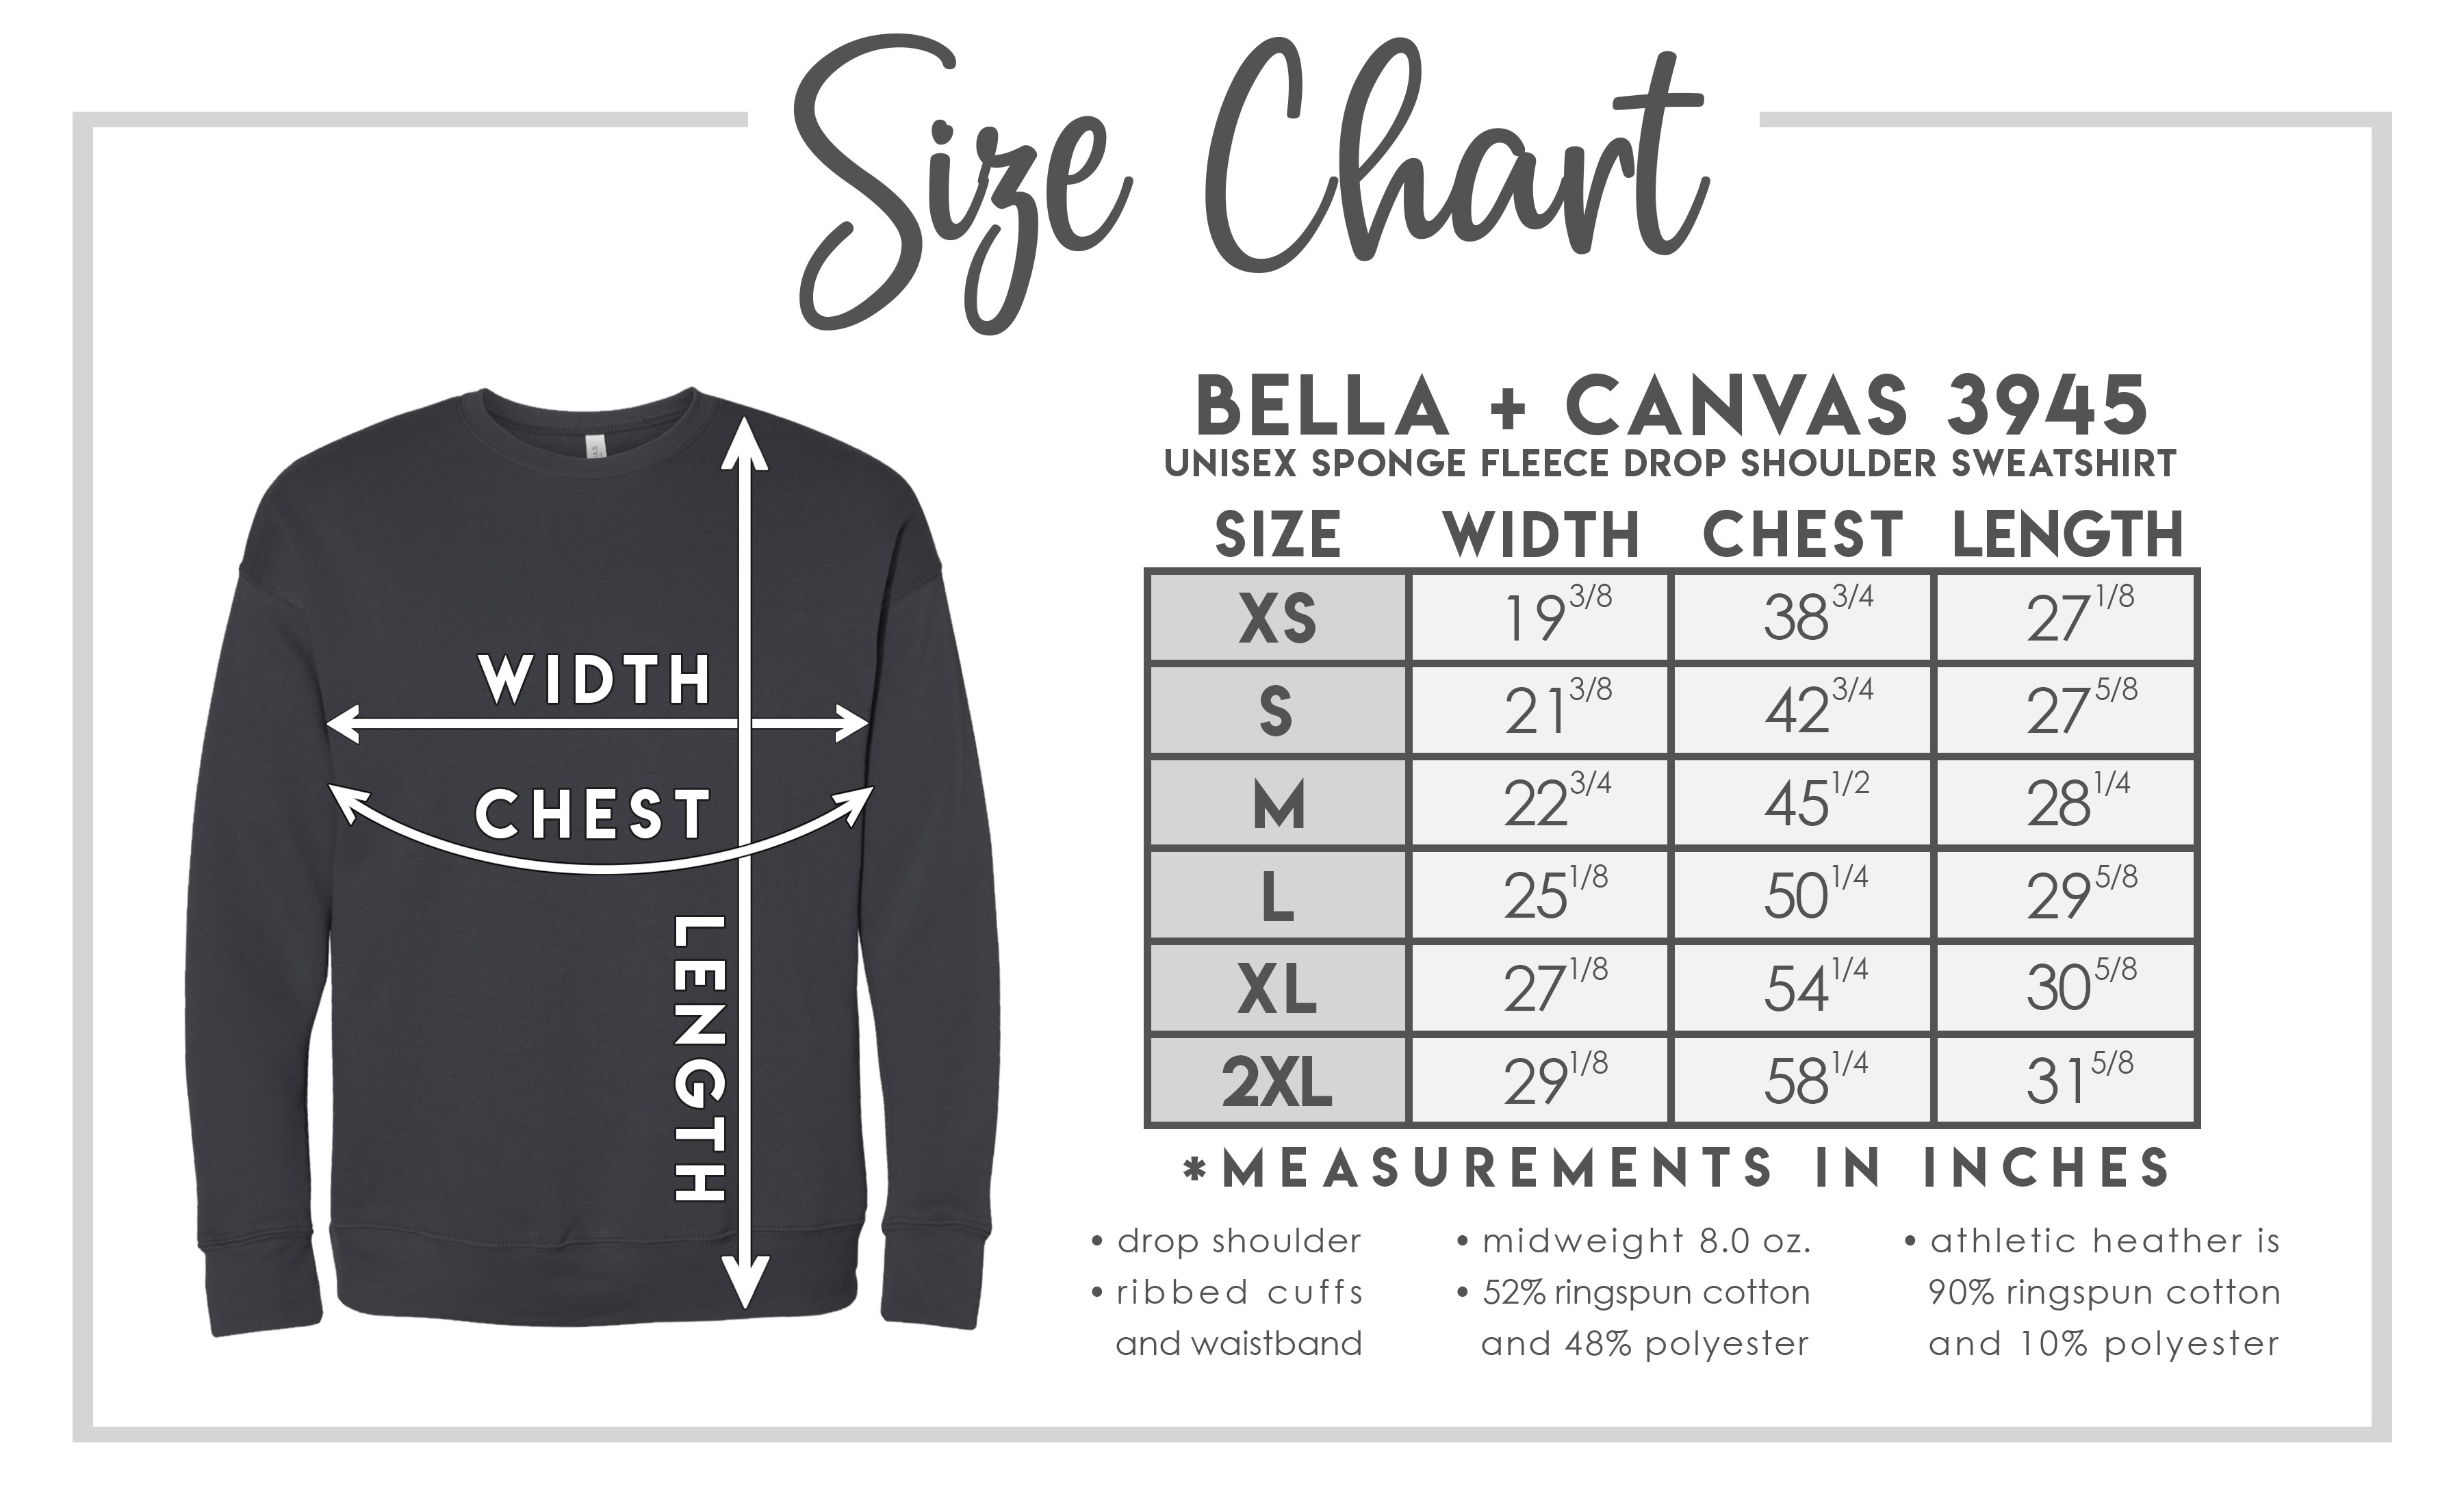 Size Chart
BELLA + CANVAS 3945
UNISEX SPONGE FLEECE DROP SHOULDER SWEATSHIRT
SIZE WIDTH CHEST LENGTH
XS 19 3/8 38 3/4 27 1/8
S 21 3/8 42 3/4 27 5/8
M 22 3/4 45 1/2 28 1/4
L 25 1/8 50 1/4 29 5/8
XL 27 1/8 54 1/4 30 5/8
2XL 29 1/8 58 1/4 31 5/8
*MEASUREMENTS IN INCHES
• drop shoulder
• ribbed cuffs
and waistband
• midweight 8.0 oz.
• 52% ringspun cotton
and 48% polyester
• athletic heather is
90% ringspun cotton
and 10% polyester
WIDTH
CHEST
LENGTH